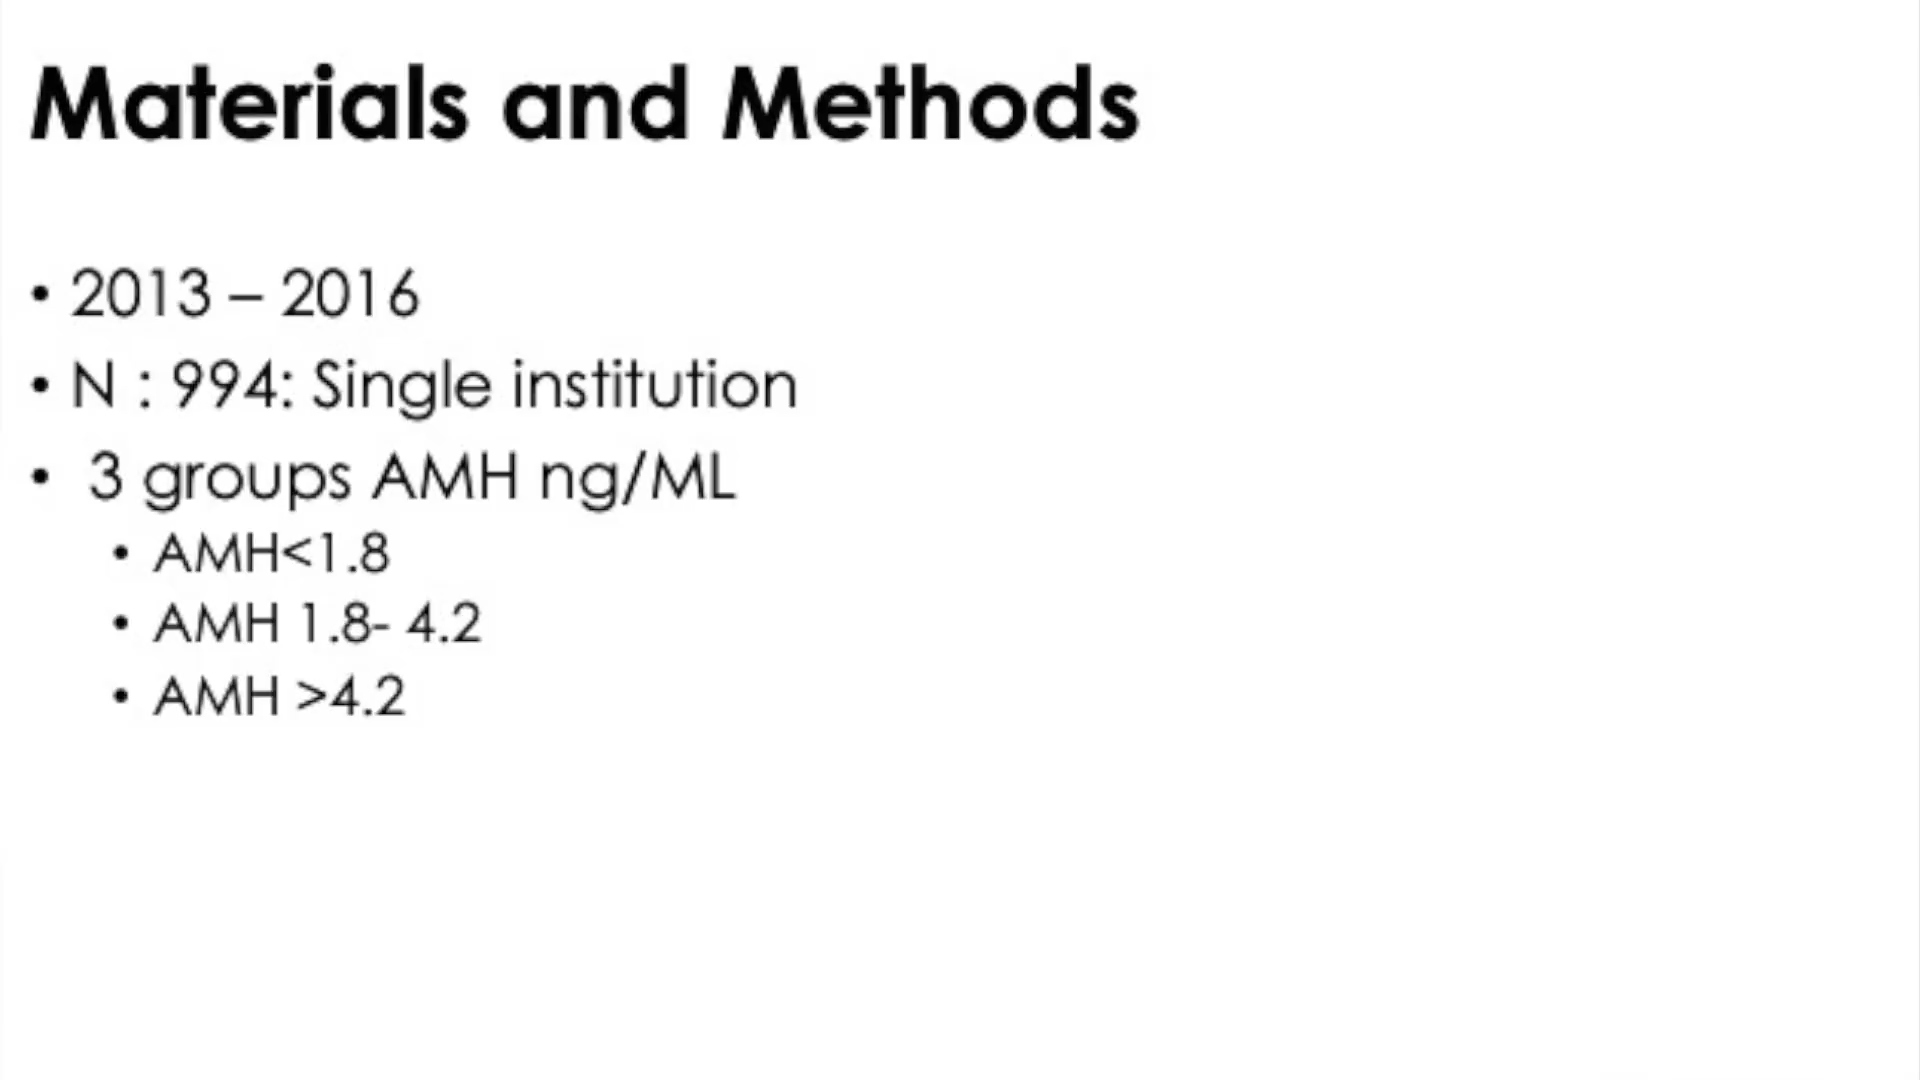 Materials and Methods
• 2013 – 2016
• N : 994: Single institution
• 3 groups AMH ng/ML
• AMH<1.8
• AMH 1.8- 4.2
• AMH >4.2